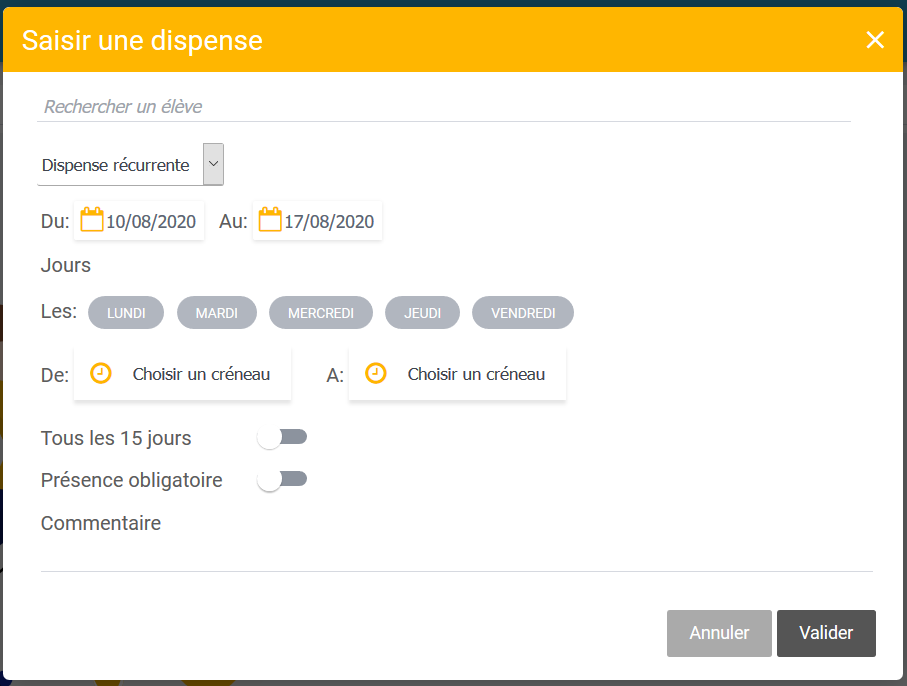 Saisir une dispense
Rechercher un élève
Dispense récurrente
Du: 10/08/2020 Au: 17/08/2020
Jours
Les: LUNDI MARDI MERCREDI JEUDI VENDREDI
De: Choisir un créneau A: Choisir un créneau
Tous les 15 jours
Présence obligatoire
Commentaire
Annuler Valider